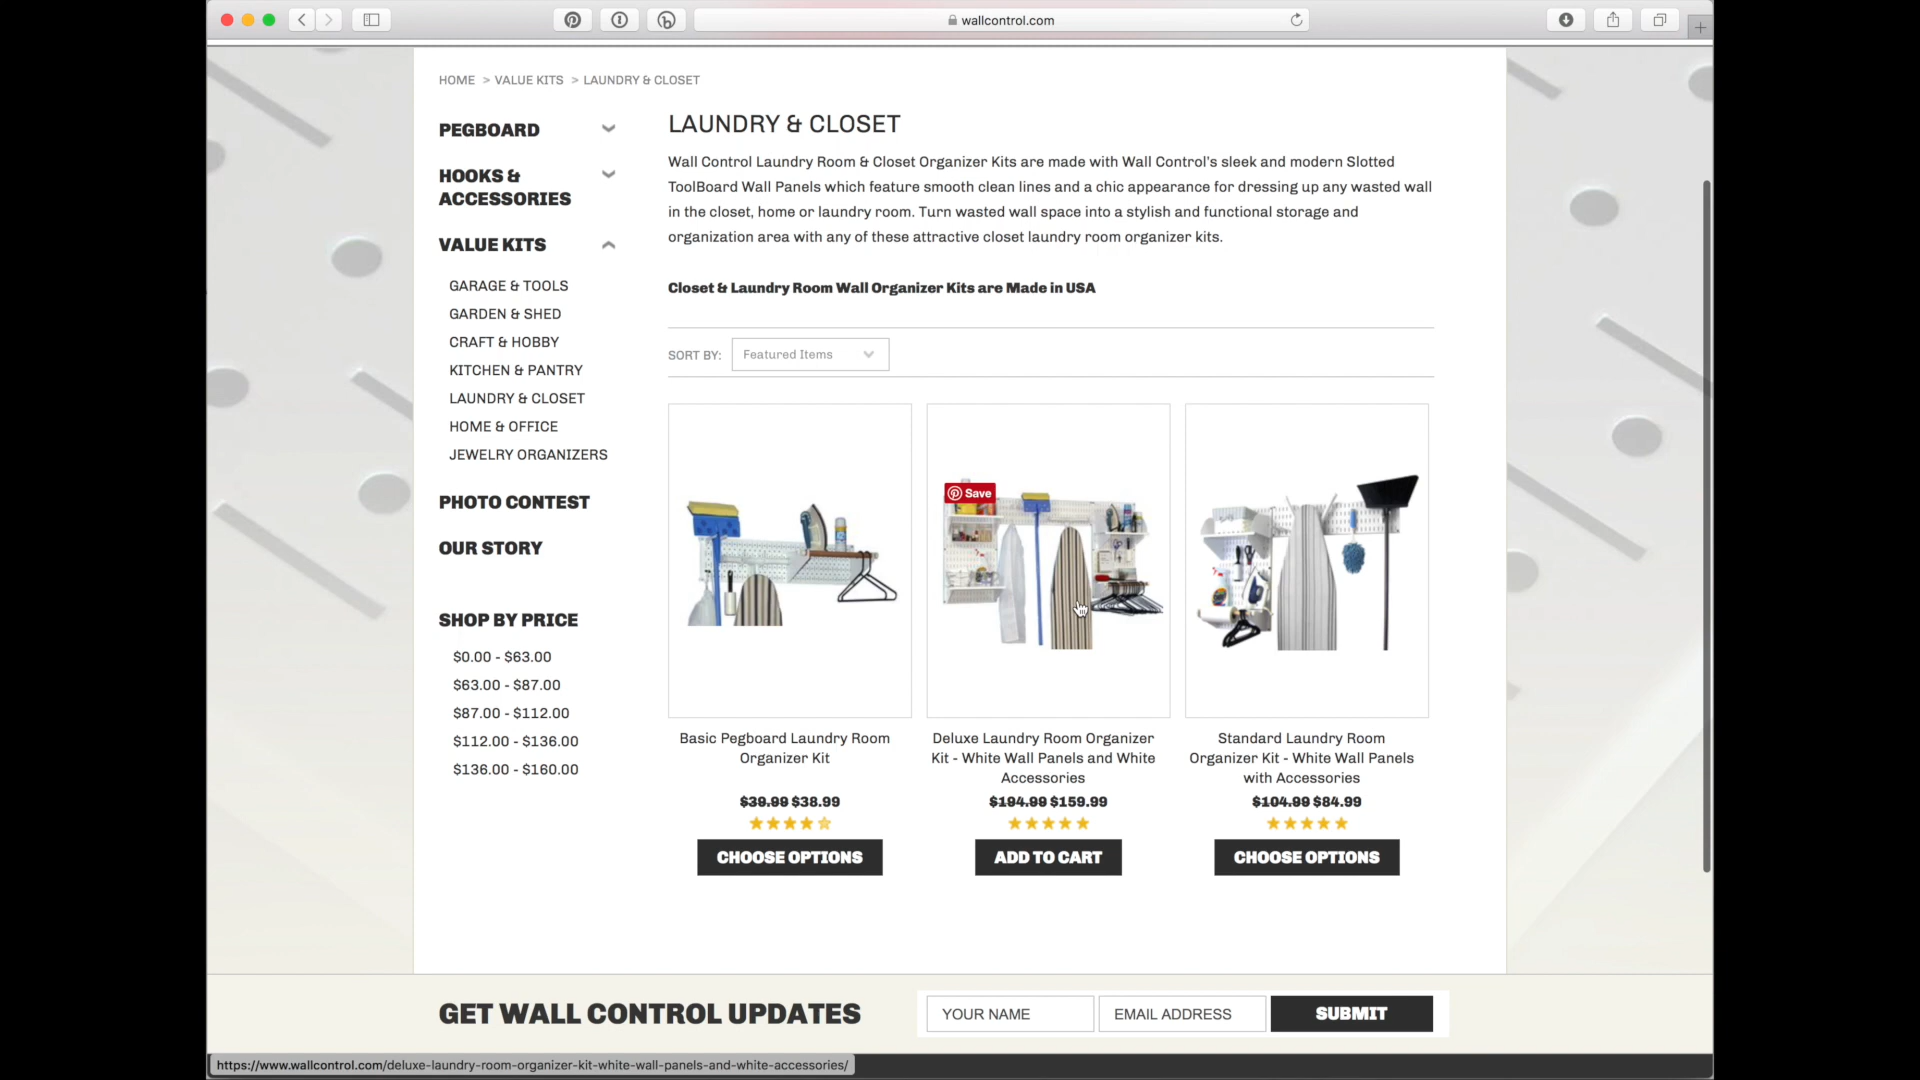 wallcontrol.com
HOME > VALUE KITS > LAUNDRY & CLOSET
PEGBOARD
HOOKS &
ACCESSORIES
VALUE KITS
GARAGE & TOOLS
GARDEN & SHED
CRAFT & HOBBY
KITCHEN & PANTRY
LAUNDRY & CLOSET
HOME & OFFICE
JEWELRY ORGANIZERS
PHOTO CONTEST
OUR STORY
SHOP BY PRICE
$0.00 - $63.00
$63.00 - $87.00
$87.00 - $112.00
$112.00 - $136.00
$136.00 - $160.00
LAUNDRY & CLOSET
Wall Control Laundry Room & Closet Organizer Kits are made with Wall Control's sleek and modern Slotted
ToolBoard Wall Panels which feature smooth clean lines and a chic appearance for dressing up any wasted wall
in the closet, home or laundry room. Turn wasted wall space into a stylish and functional storage and
organization area with any of these attractive closet laundry room organizer kits.
Closet & Laundry Room Wall Organizer Kits are Made in USA
SORT BY: Featured Items
Save
Basic Pegboard Laundry Room
Organizer Kit
$39.99 $38.99
CHOOSE OPTIONS
Deluxe Laundry Room Organizer
Kit - White Wall Panels and White
Accessories
$194.99 $159.99
ADD TO CART
Standard Laundry Room
Organizer Kit - White Wall Panels
with Accessories
$104.99 $84.99
CHOOSE OPTIONS
GET WALL CONTROL UPDATES
YOUR NAME
EMAIL ADDRESS
SUBMIT
https://www.wallcontrol.com/deluxe-laundry-room-organizer-kit-white-wall-panels-and-white-accessories/